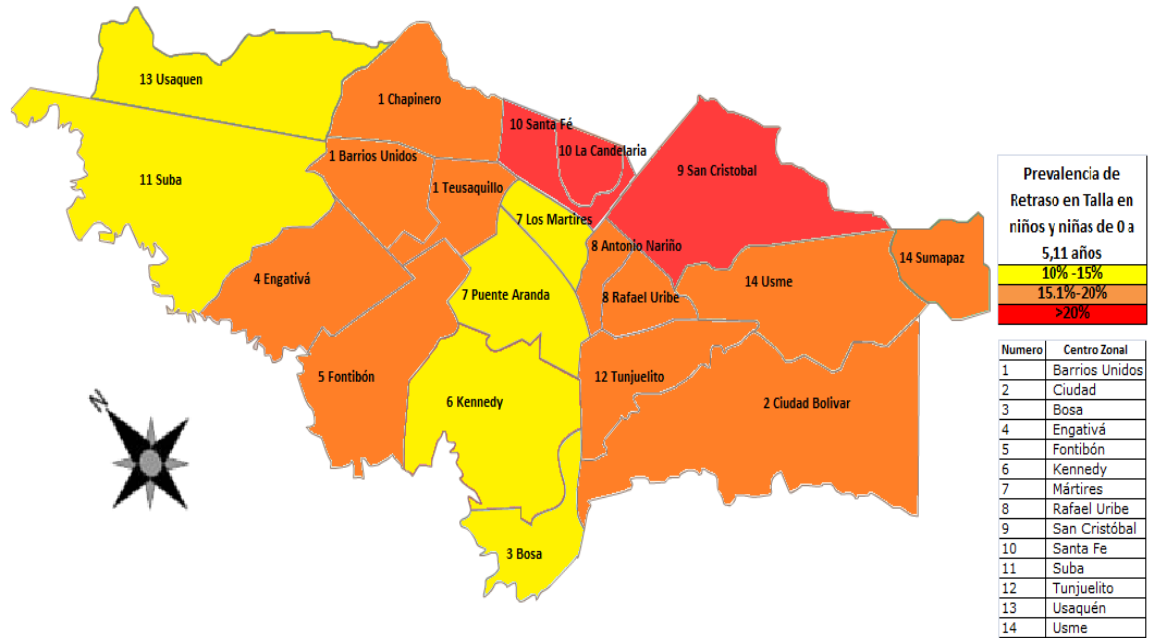 13 Usaquen
1 Chapinero
10 Santa Fé
10 La Candelaria
1 Barrios Unidos
9 San Cristobal
11 Suba
1 Teusaquillo
7 Los Martires
8 Antonio Nariño
14 Sumapaz
4 Engativá
14 Usme
7 Puente Aranda
8 Rafael Uribe
5 Fontibón
12 Tunjuelito
6 Kennedy
2 Ciudad Bolivar
3 Bosa
N
Prevalencia de
Retraso en Talla en
niños y niñas de 0 a
5,11 años
10% -15%
15.1%-20%
>20%
Numero Centro Zonal
1 Barrios Unidos
2 Ciudad
3 Bosa
4 Engativá
5 Fontibón
6 Kennedy
7 Mártires
8 Rafael Uribe
9 San Cristóbal
10 Santa Fe
11 Suba
12 Tunjuelito
13 Usaquén
14 Usme